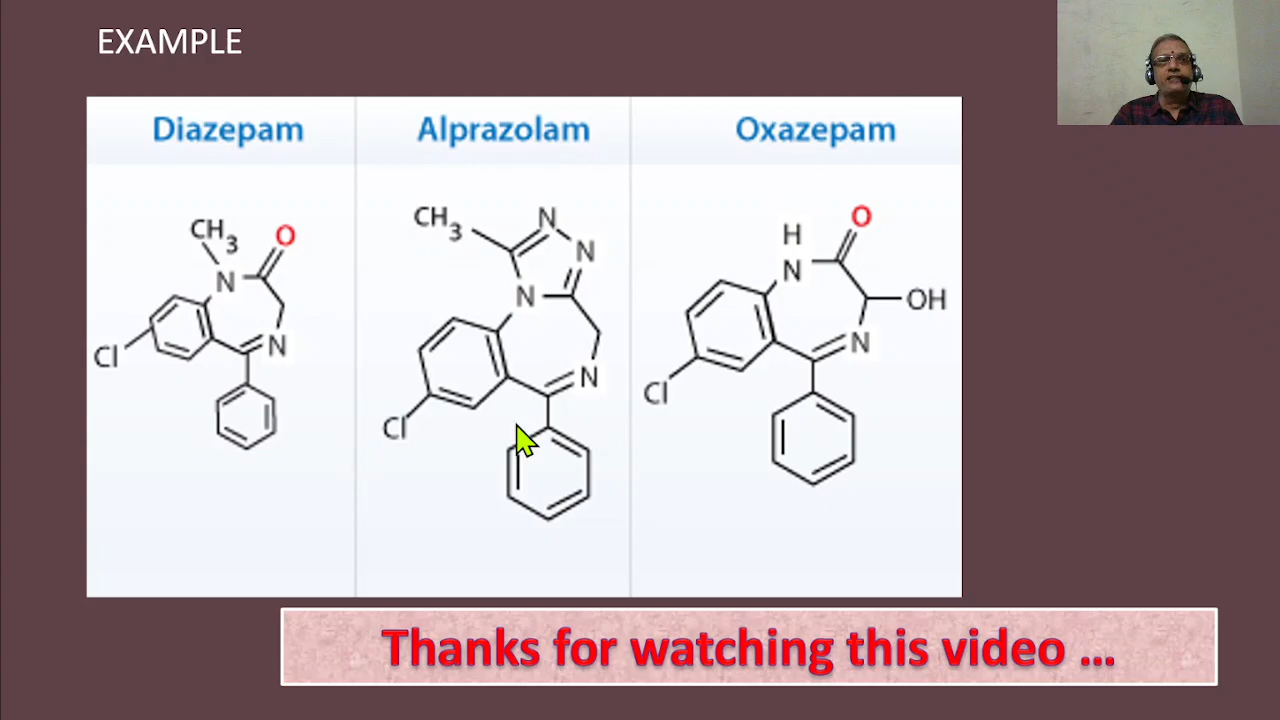 EXAMPLE
Diazepam
Alprazolam
Oxazepam
CH3
O
N
N
Cl
CH3
N
N
N
N
Cl
H
N
O
OH
N
Cl
Thanks for watching this video ...